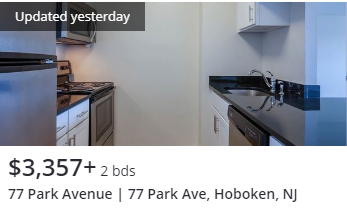 Updated yesterday
$3,357+ 2 bds
77 Park Avenue | 77 Park Ave, Hoboken, NJ